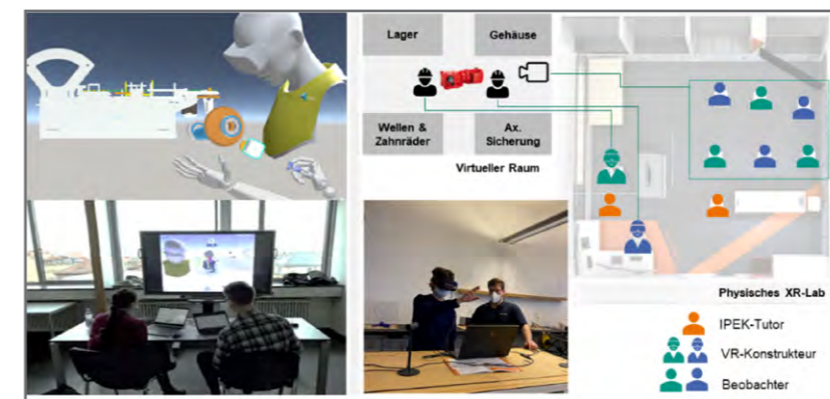 Lager
Gehäuse
Wellen &
Zahnräder
Ax.
Sicherung
Virtueller Raum
Physisches XR-Lab
IPEK-Tutor
VR-Konstrukteur
Beobachter